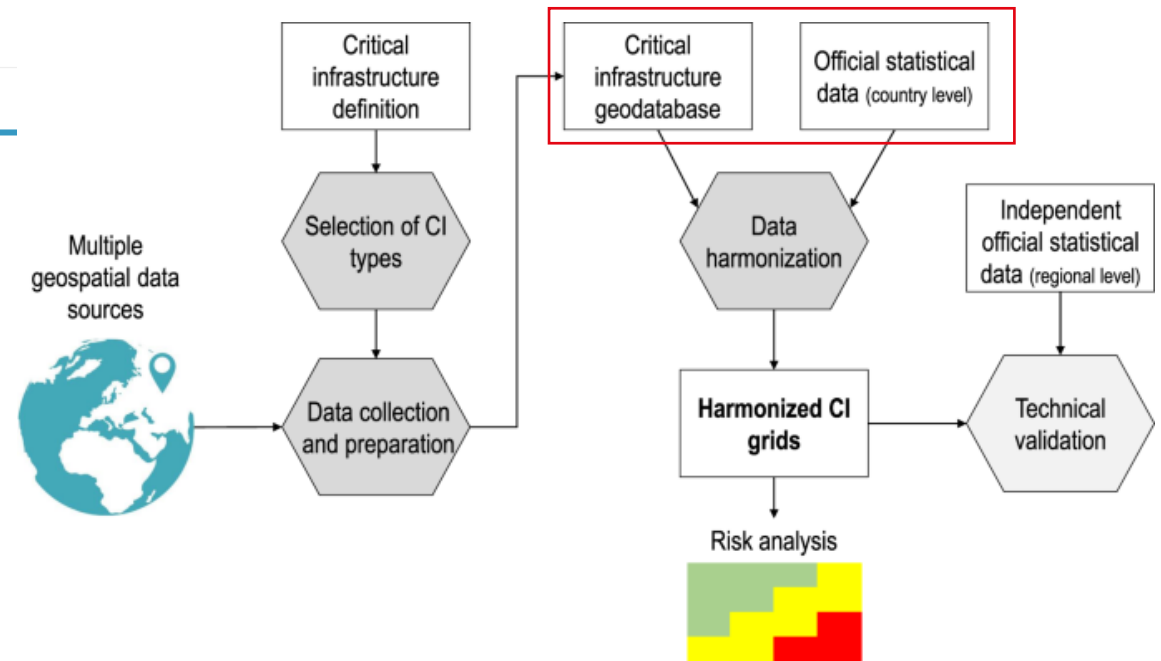 Critical
infrastructure
definition
Critical
infrastructure
geodatabase
Official statistical
data (country level)
Selection of CI
types
Data
harmonization
Independent
official statistical
data (regional level)
Multiple
geospatial data
sources
Data collection
and preparation
Harmonized CI
grids
Technical
validation
Risk analysis